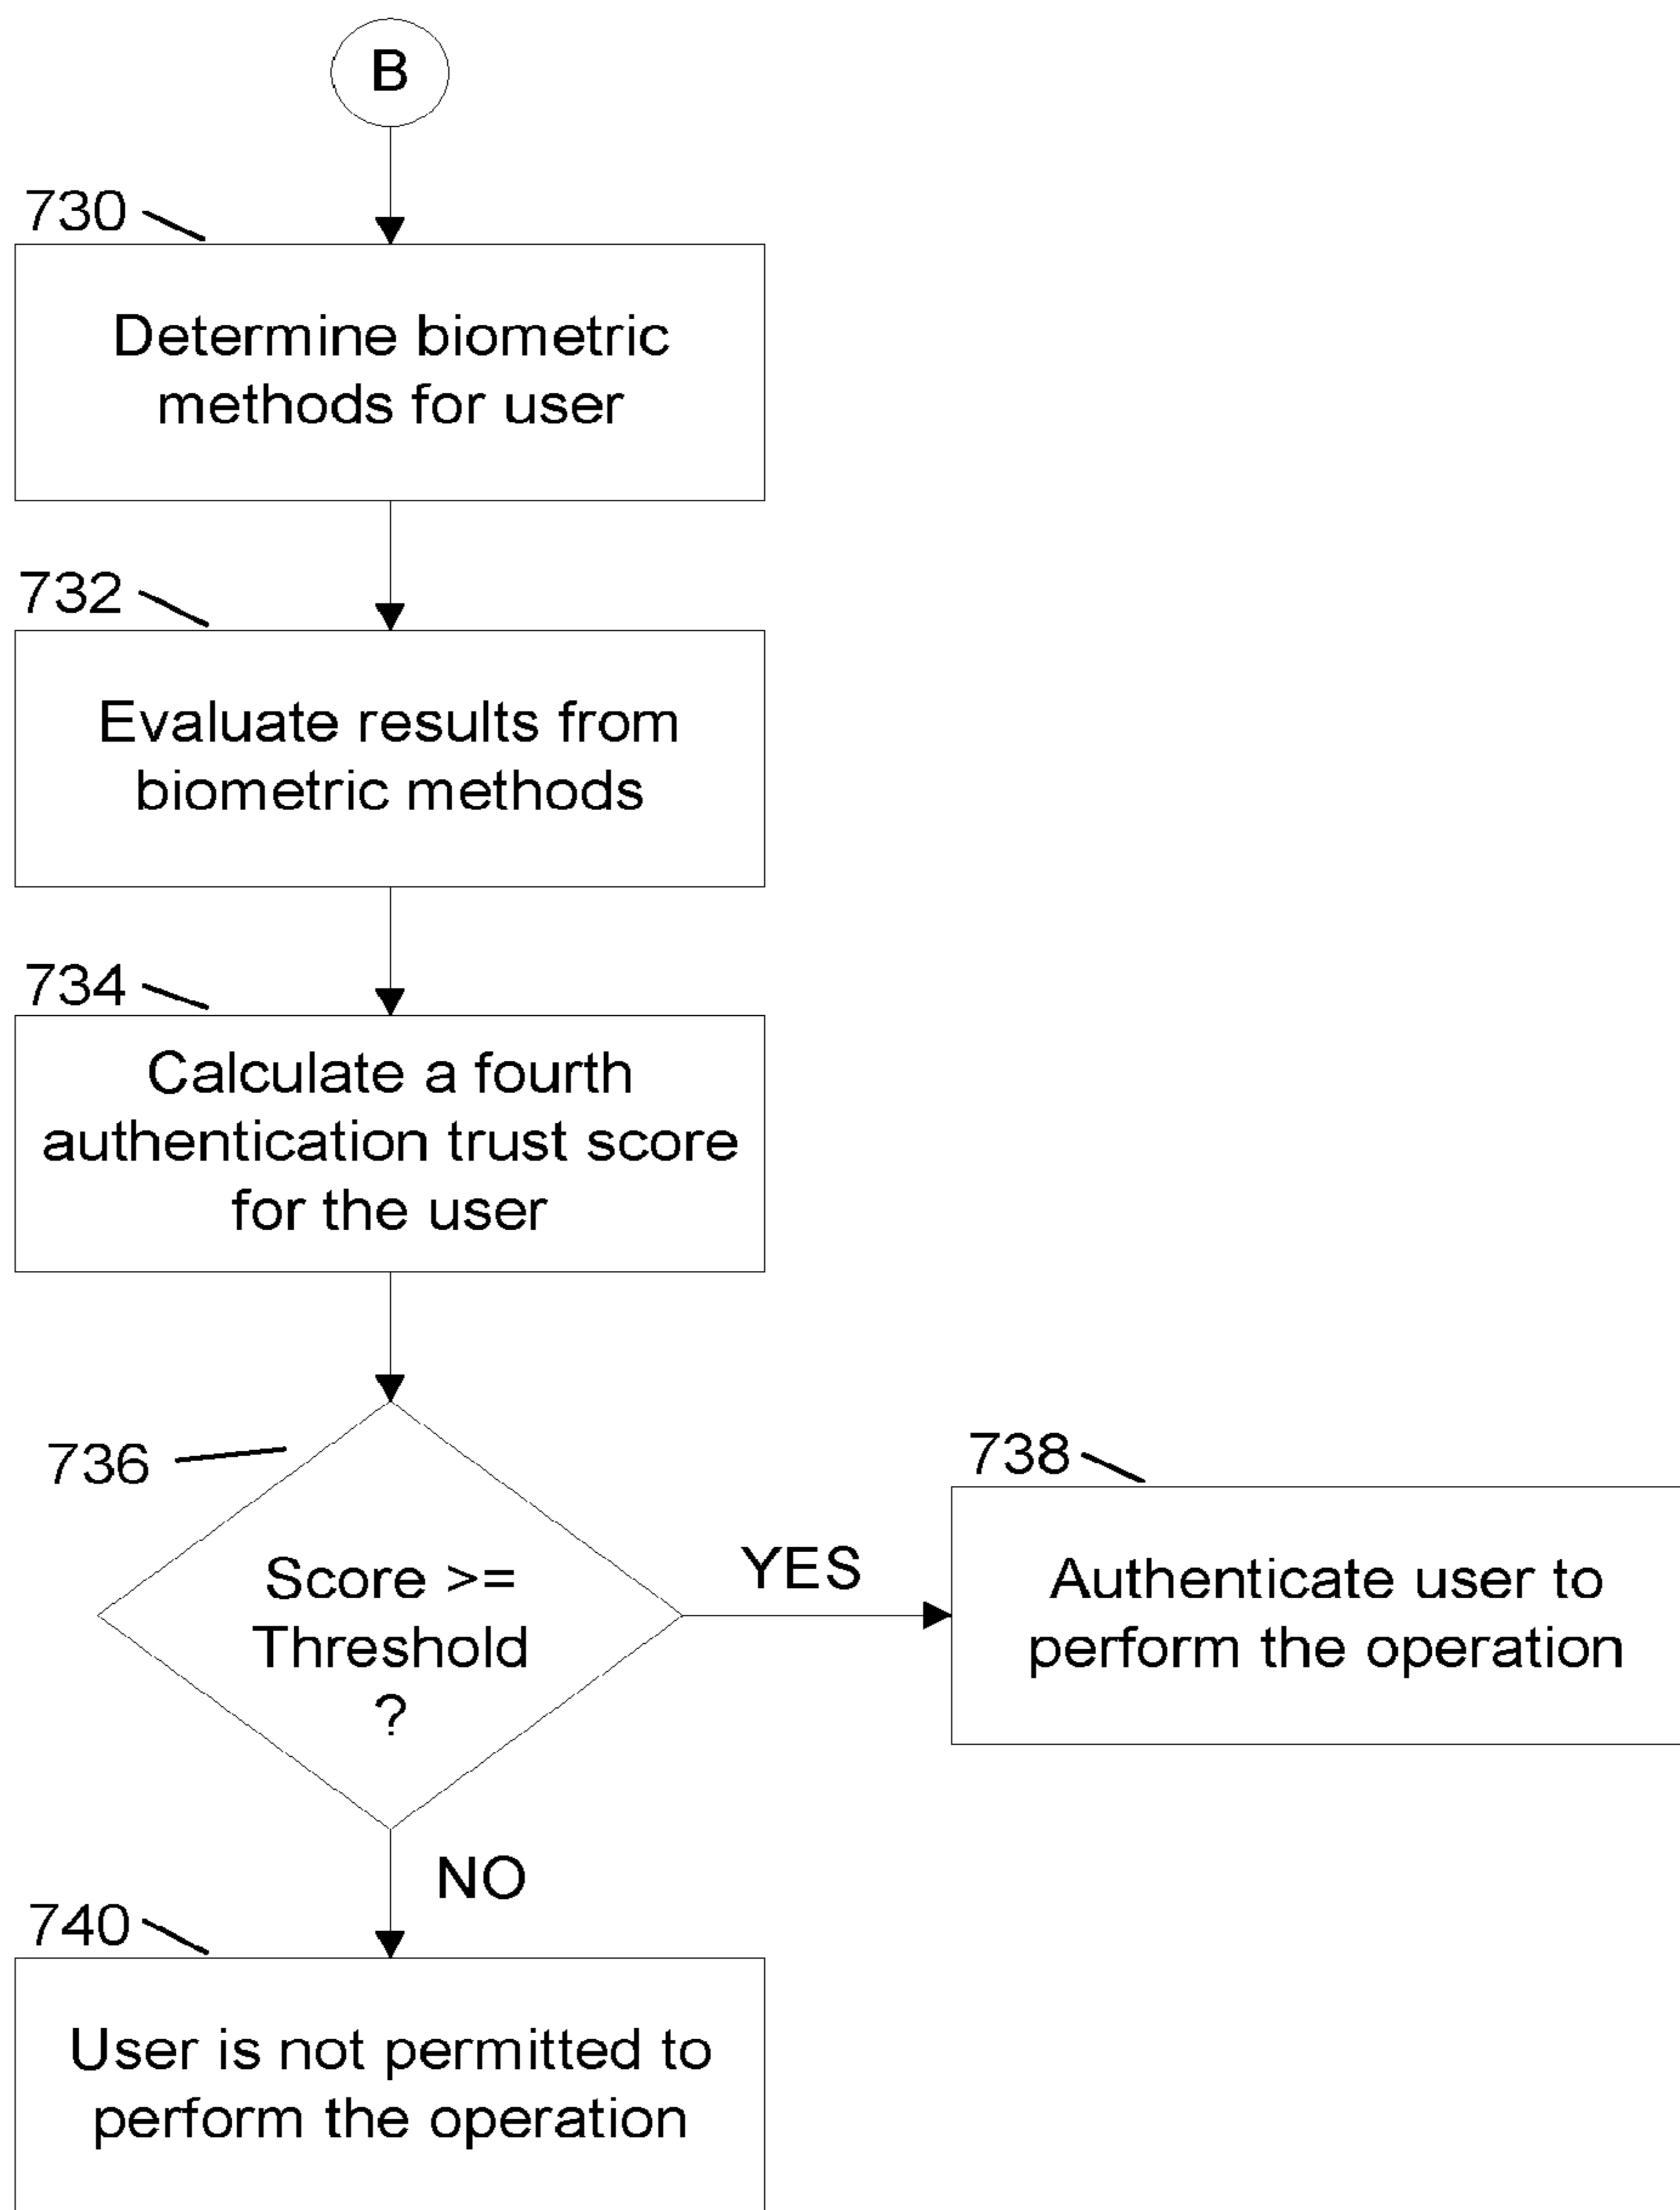 B
730
Determine biometric
methods for user
732
Evaluate results from
biometric methods
734
Calculate a fourth
authentication trust score
for the user
736
Score >=
Threshold
?
YES
738
Authenticate user to
perform the operation
NO
740
User is not permitted to
perform the operation